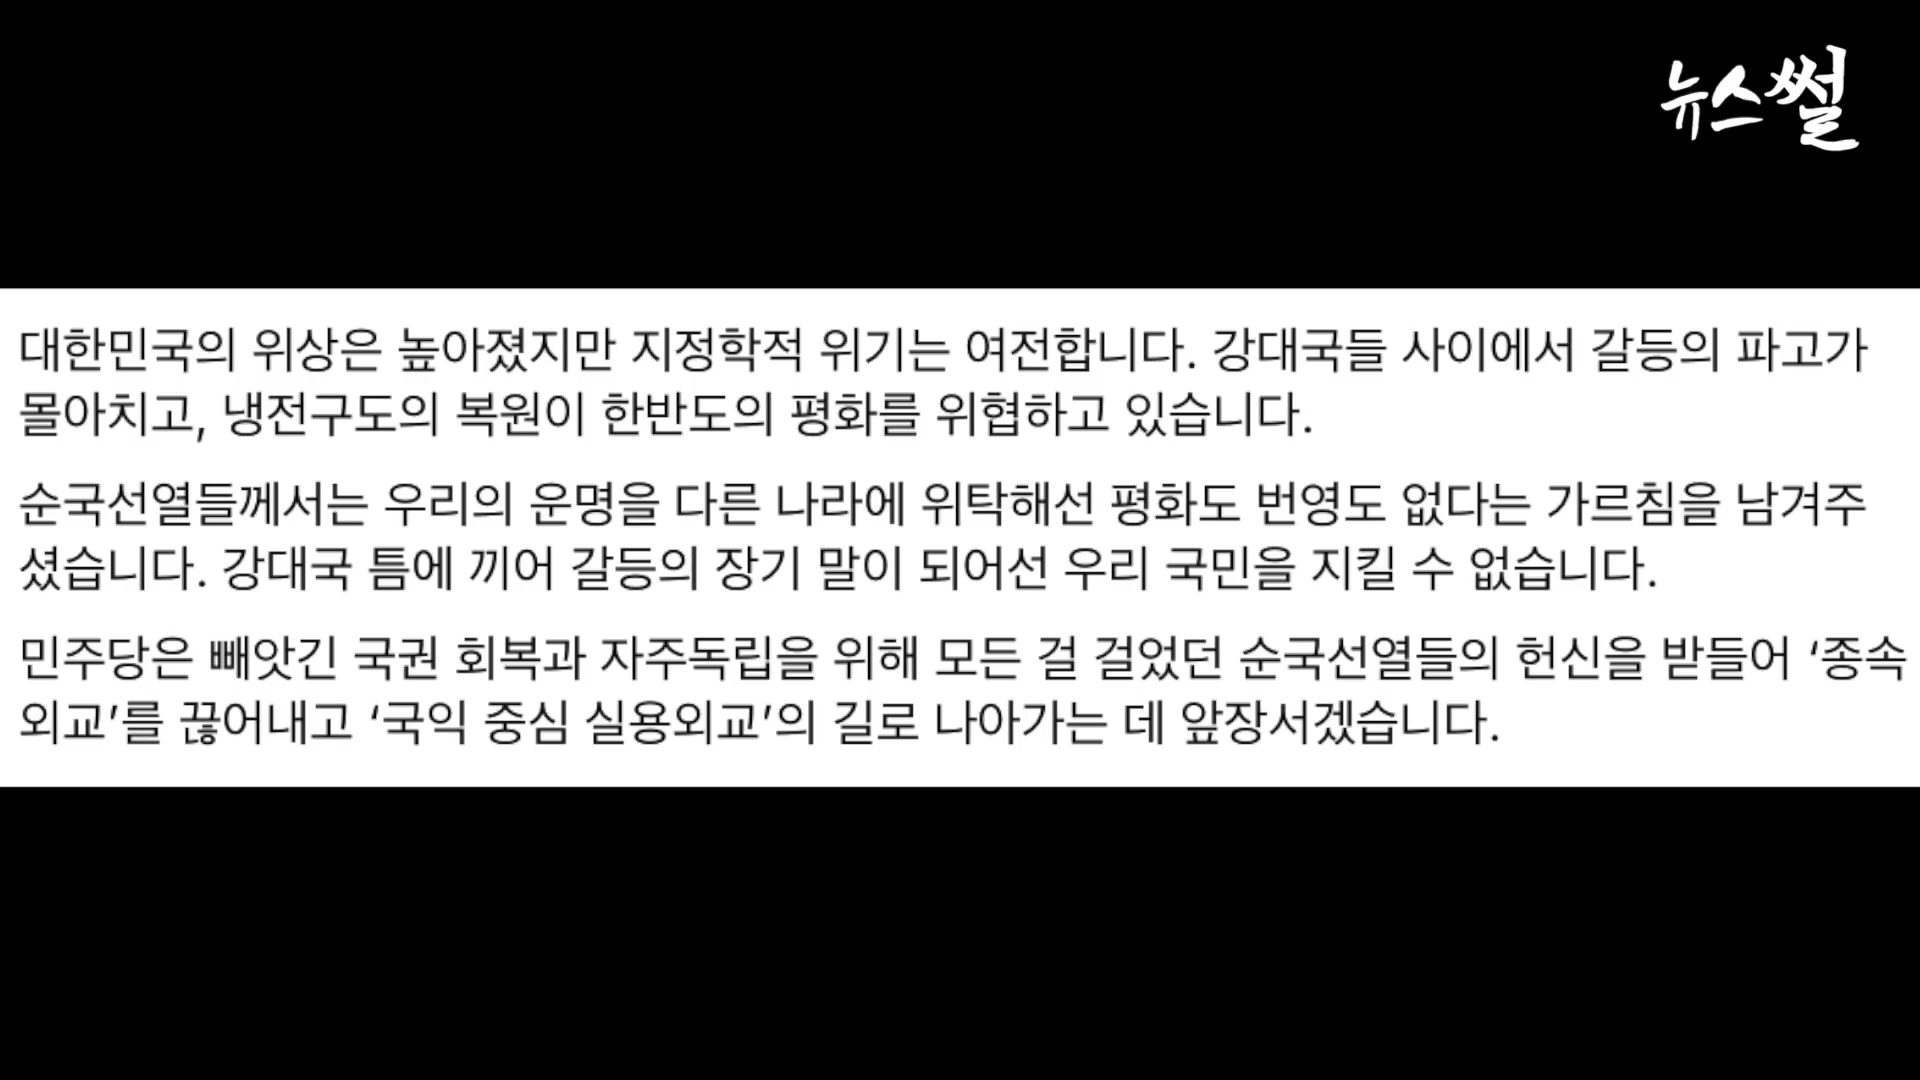 뉴스썰
대한민국의 위상은 높아졌지만 지정학적 위기는 여전합니다. 강대국들 사이에서 갈등의 파고가
몰아치고, 냉전구도의 복원이 한반도의 평화를 위협하고 있습니다.
순국선열들께서는 우리의 운명을 다른 나라에 위탁해선 평화도 번영도 없다는 가르침을 남겨주
셨습니다. 강대국 틈에 끼어 갈등의 장기 말이 되어선 우리 국민을 지킬 수 없습니다.
민주당은 빼앗긴 국권 회복과 자주독립을 위해 모든 걸 걸었던 순국선열들의 헌신을 받들어 ‘종속
외교’를 끊어내고 ‘국익 중심 실용외교’의 길로 나아가는 데 앞장서겠습니다.